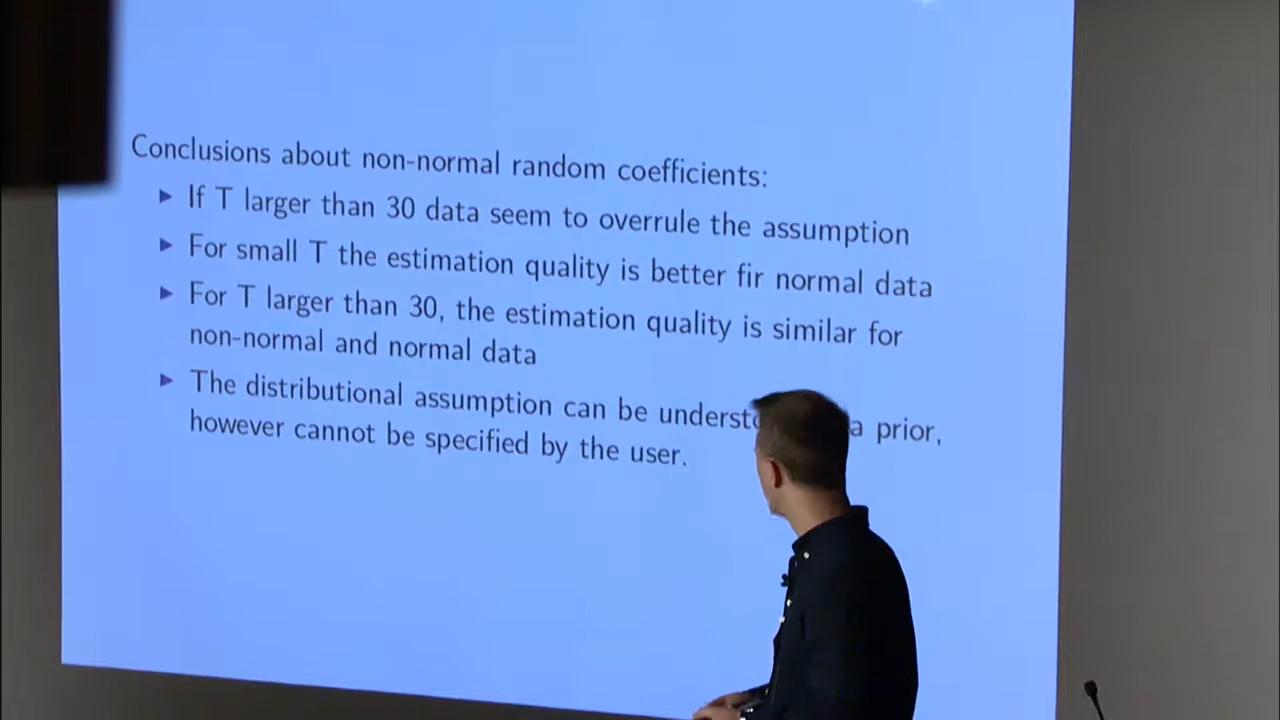 Conclusions about non-normal random coefficients:
▶ If T larger than 30 data seem to overrule the assumption
▶ For small T the estimation quality is better fir normal data
▶ For T larger than 30, the estimation quality is similar for
non-normal and normal data
▶ The distributional assumption can be a prior,
however cannot be specified by the user.